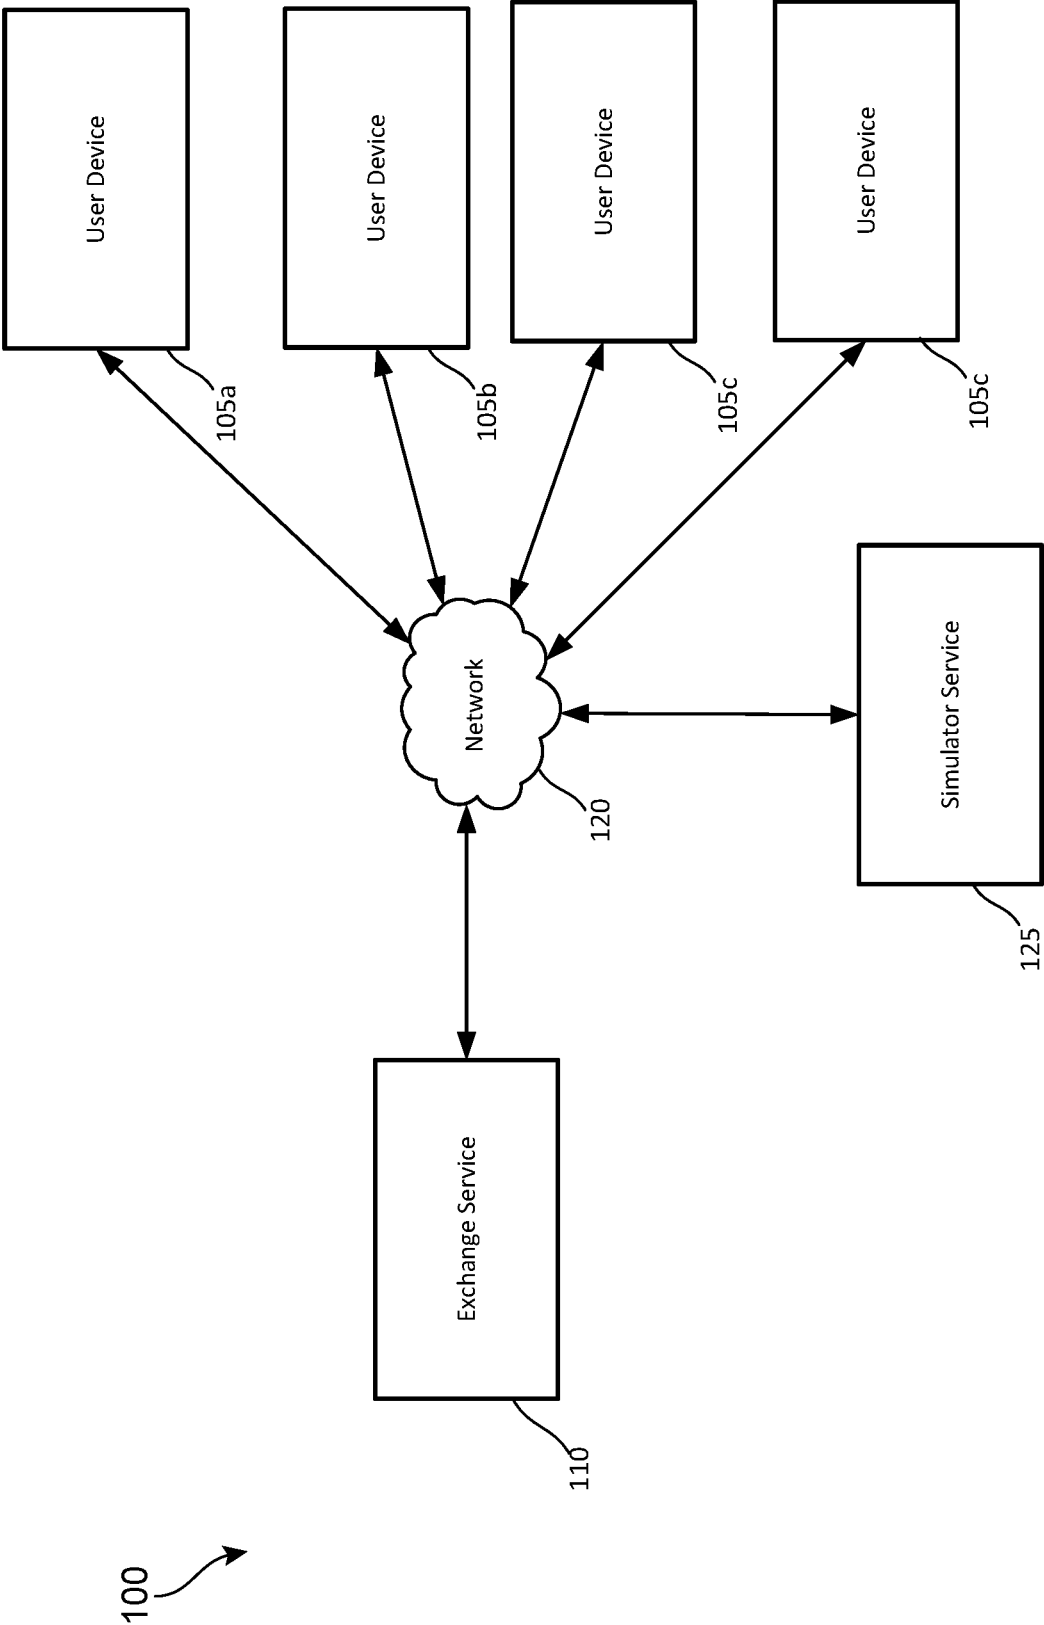 100
Exchange Service
110
Network
120
User Device
105a
User Device
105b
User Device
105c
User Device
105c
Simulator Service
125